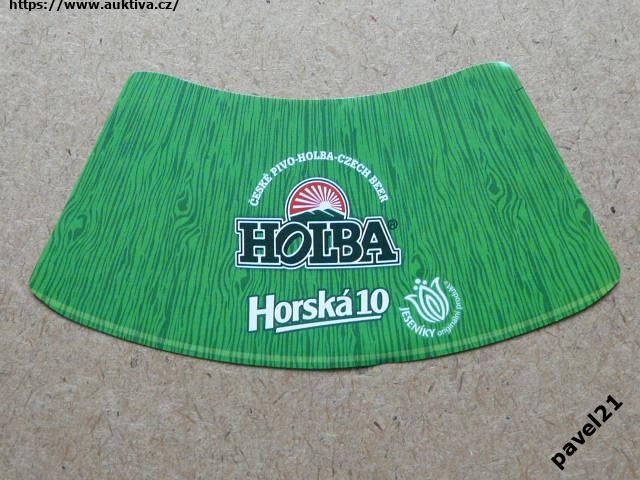 https://www.auktiva.cz/
ČESKÉ PIVO-HOLBA-CZECH BEER
HOLBA®
Horská 10
JESENÍKY originální produkt®
pavel21